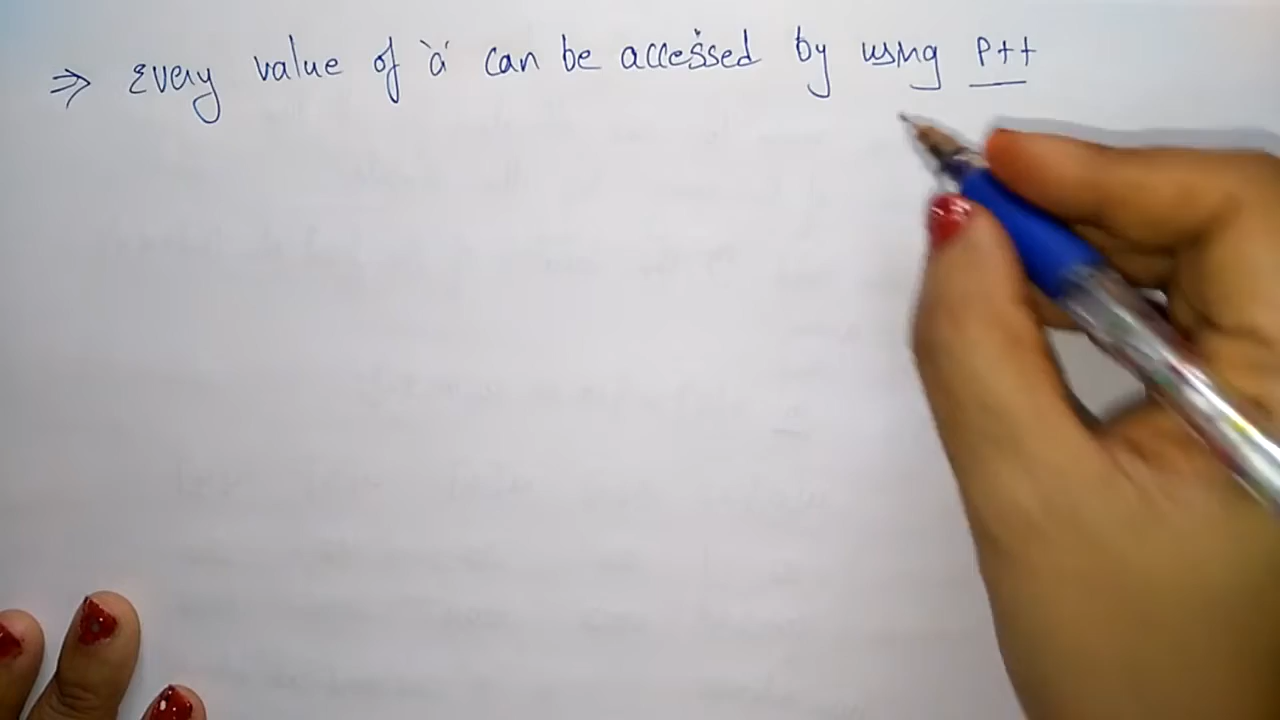 ⇒ Every value of 'a' can be accessed by using P++